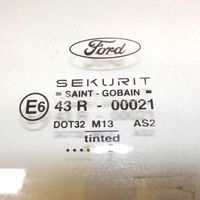 Ford
SEKURIT
SAINT - GOBAIN
E6 43 R - 00021
DOT32 M13 AS2
tinted